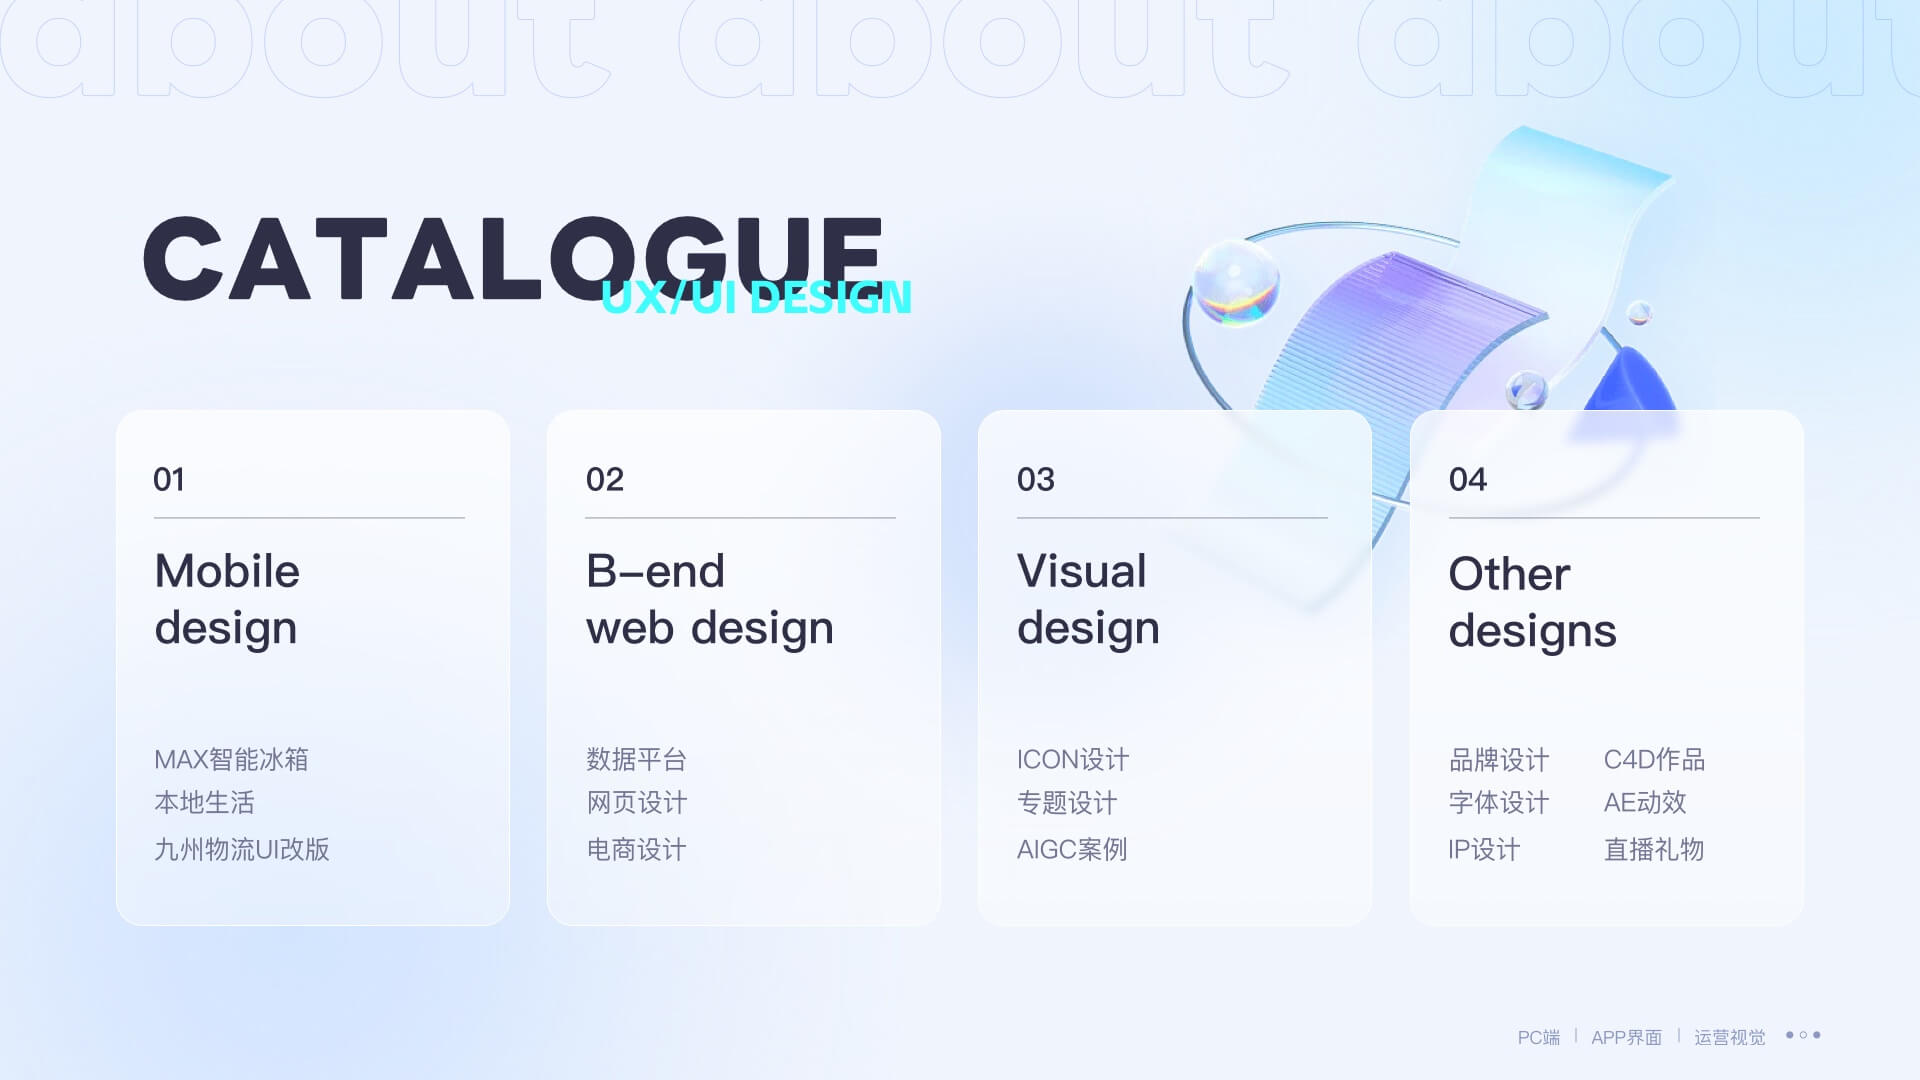 about about about
CATALOGUE
UX/UI DESIGN
01
Mobile
design
MAX智能冰箱
本地生活
九州物流UI改版
02
B–end
web design
数据平台
网页设计
电商设计
03
Visual
design
ICON设计
专题设计
AIGC案例
04
Other
designs
品牌设计 C4D作品
字体设计 AE动效
IP设计 直播礼物
PC端 | APP界面 | 运营视觉